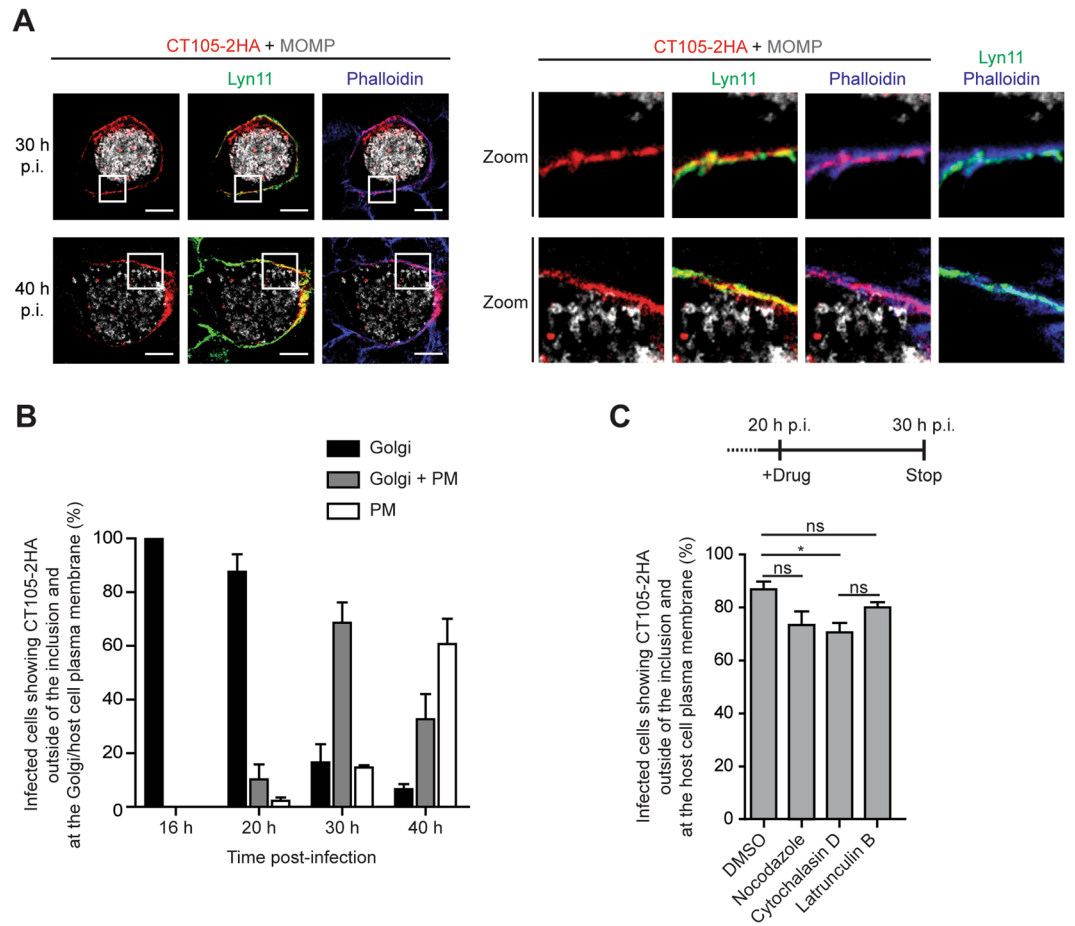 A
CT105-2HA + MOMP
Lyn11
Phalloidin
30 h
p.i.
40 h
p.i.
CT105-2HA + MOMP
Lyn11
Phalloidin
Lyn11
Phalloidin
Zoom
Zoom
B
Golgi
Golgi + PM
PM
Infected cells showing CT105-2HA
outside of the inclusion and
at the Golgi/host cell plasma membrane (%)
100
80
60
40
20
0
16 h
20 h
30 h
40 h
Time post-infection
C
20 h p.i.
30 h p.i.
+Drug
Stop
Infected cells showing CT105-2HA
outside of the inclusion and
at the host cell plasma membrane (%)
100
80
60
40
20
0
ns
*
ns
ns
DMSO
Nocodazole
Cytochalasin D
Latrunculin B